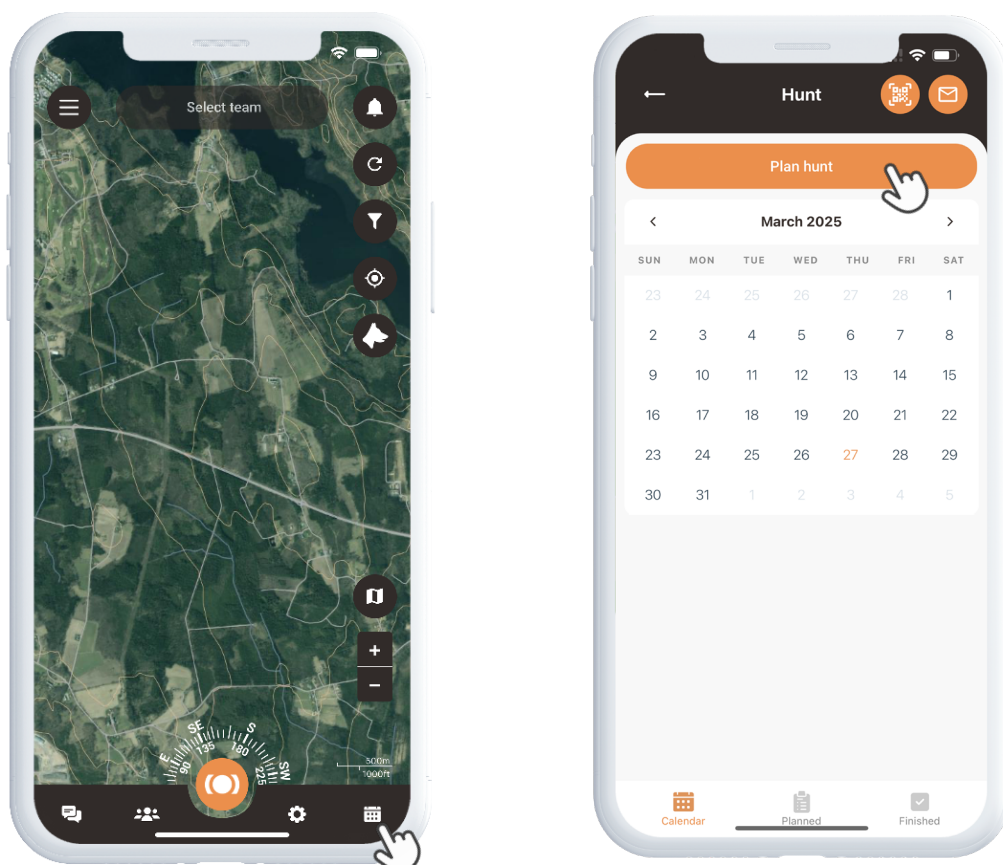 Select team
SE
S
135
180
E
90
225
SW
500m
1000ft
Hunt
Plan hunt
March 2025
SUN MON TUE WED THU FRI SAT
23 24 25 26 27 28 1
2 3 4 5 6 7 8
9 10 11 12 13 14 15
16 17 18 19 20 21 22
23 24 25 26 27 28 29
30 31 1 2 3 4 5
Calendar Planned Finished